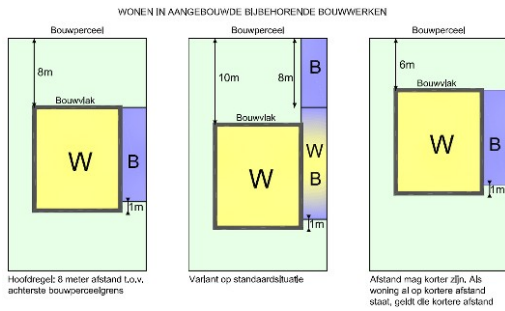 WONEN IN AANGEBOUWDE BIJBEHORENDE BOUWWERKEN
Bouwperceel
8m
Bouwvlak
W
B
1m
Hoofdregel: 8 meter afstand t.o.v.
achterste bouwperceelgrens
Bouwperceel
10m
8m
B
Bouwvlak
W
W
B
1m
Variant op standaardsituatie
Bouwperceel
6m
Bouwvlak
W
B
1m
Afstand mag korter zijn. Als
woning al op kortere afstand
staat, geldt die kortere afstand